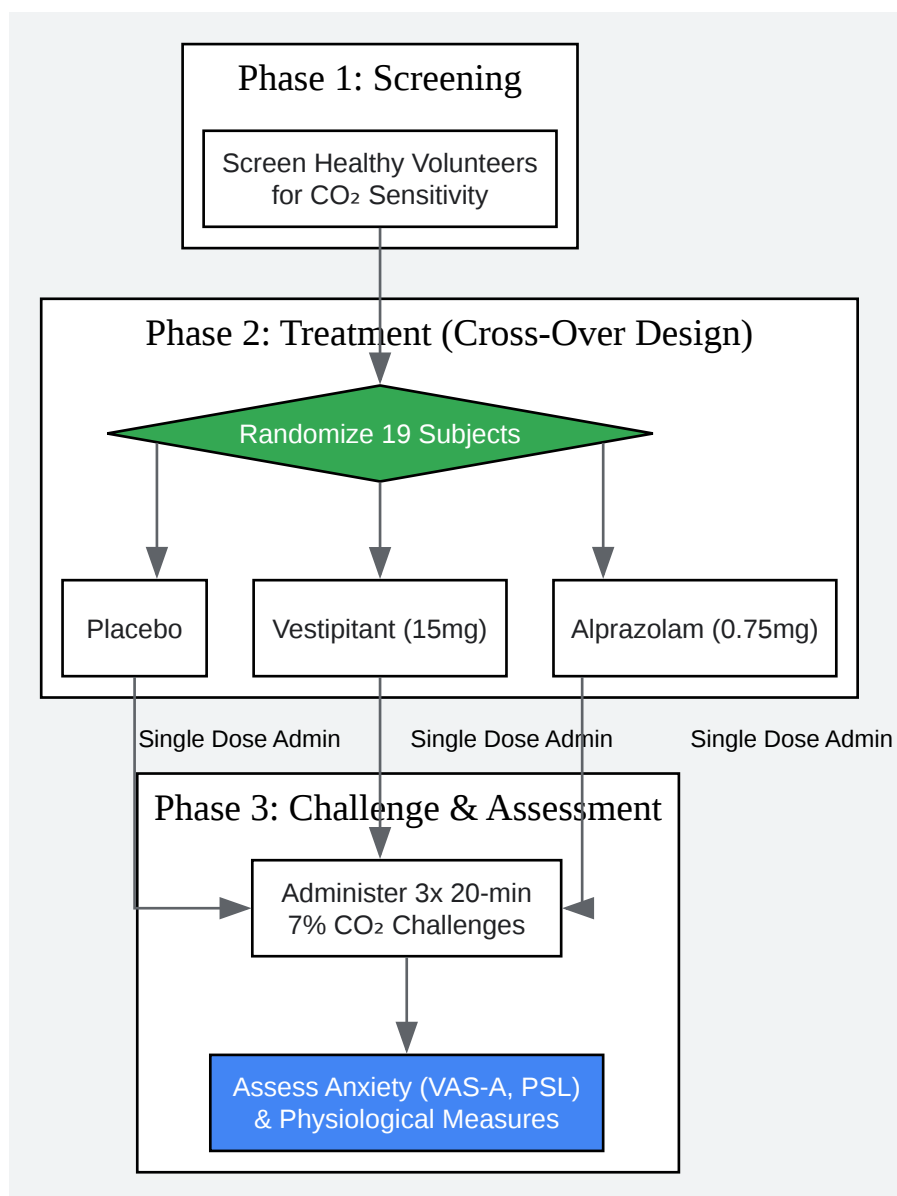 Phase 1: Screening
Screen Healthy Volunteers
for CO₂ Sensitivity
Phase 2: Treatment (Cross-Over Design)
Randomize 19 Subjects
Placebo
Vestipitant (15mg)
Alprazolam (0.75mg)
Single Dose Admin
Single Dose Admin
Single Dose Admin
Phase 3: Challenge & Assessment
Administer 3x 20-min
7% CO₂ Challenges
Assess Anxiety (VAS-A, PSL)
& Physiological Measures